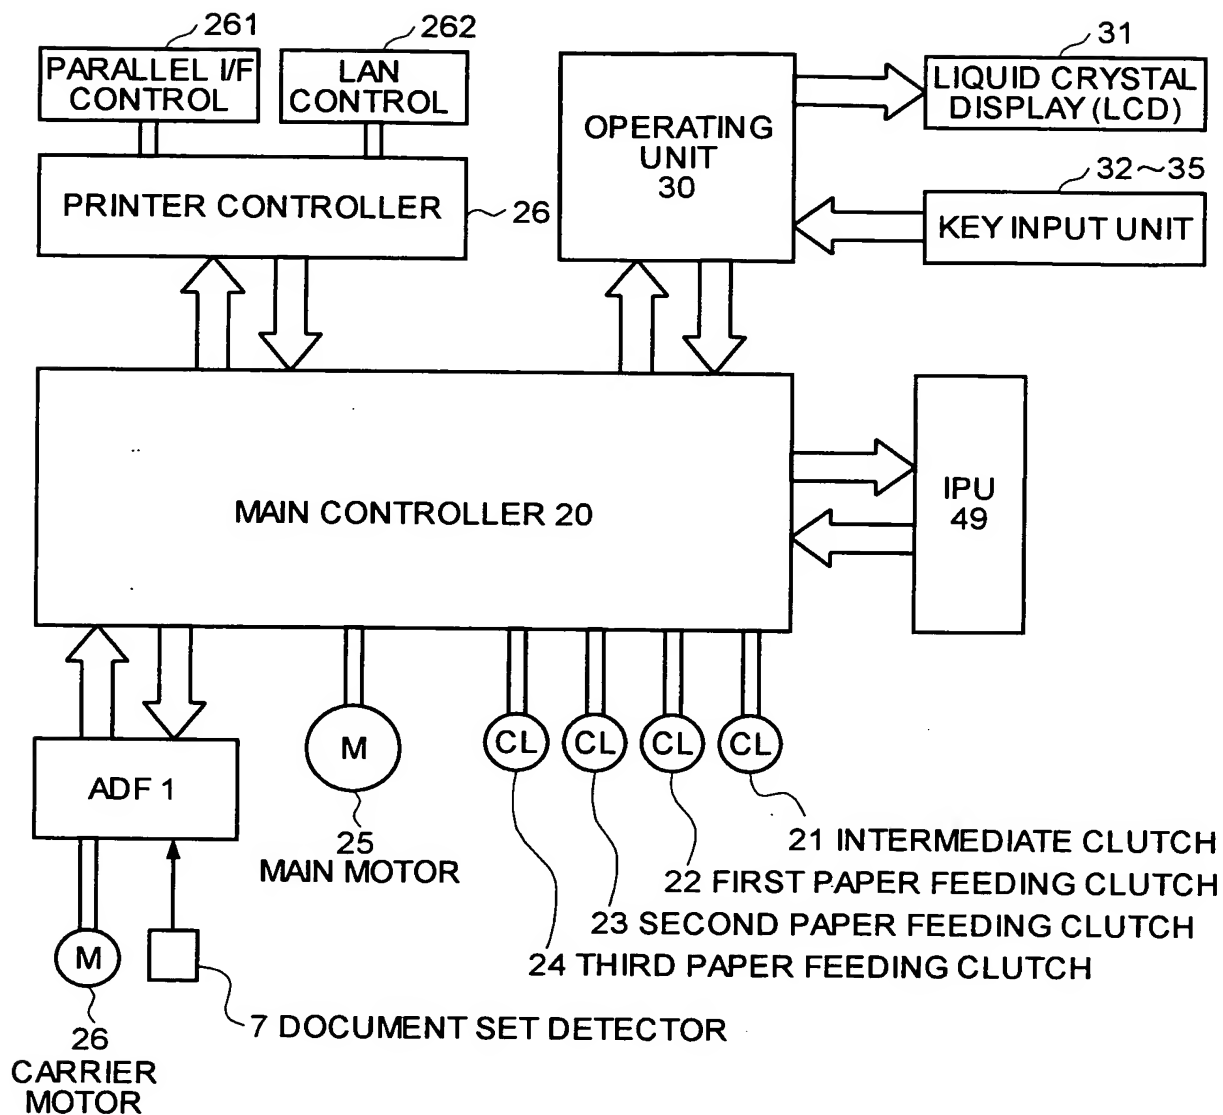 261
262
31
PARALLEL I/F
CONTROL
LAN
CONTROL
LIQUID CRYSTAL
DISPLAY (LCD)
OPERATING
UNIT
30
32~35
PRINTER CONTROLLER
26
KEY INPUT UNIT
MAIN CONTROLLER 20
IPU
49
M
CL
CL
CL
CL
ADF 1
25
MAIN MOTOR
21 INTERMEDIATE CLUTCH
22 FIRST PAPER FEEDING CLUTCH
23 SECOND PAPER FEEDING CLUTCH
24 THIRD PAPER FEEDING CLUTCH
M
7 DOCUMENT SET DETECTOR
26
CARRIER
MOTOR